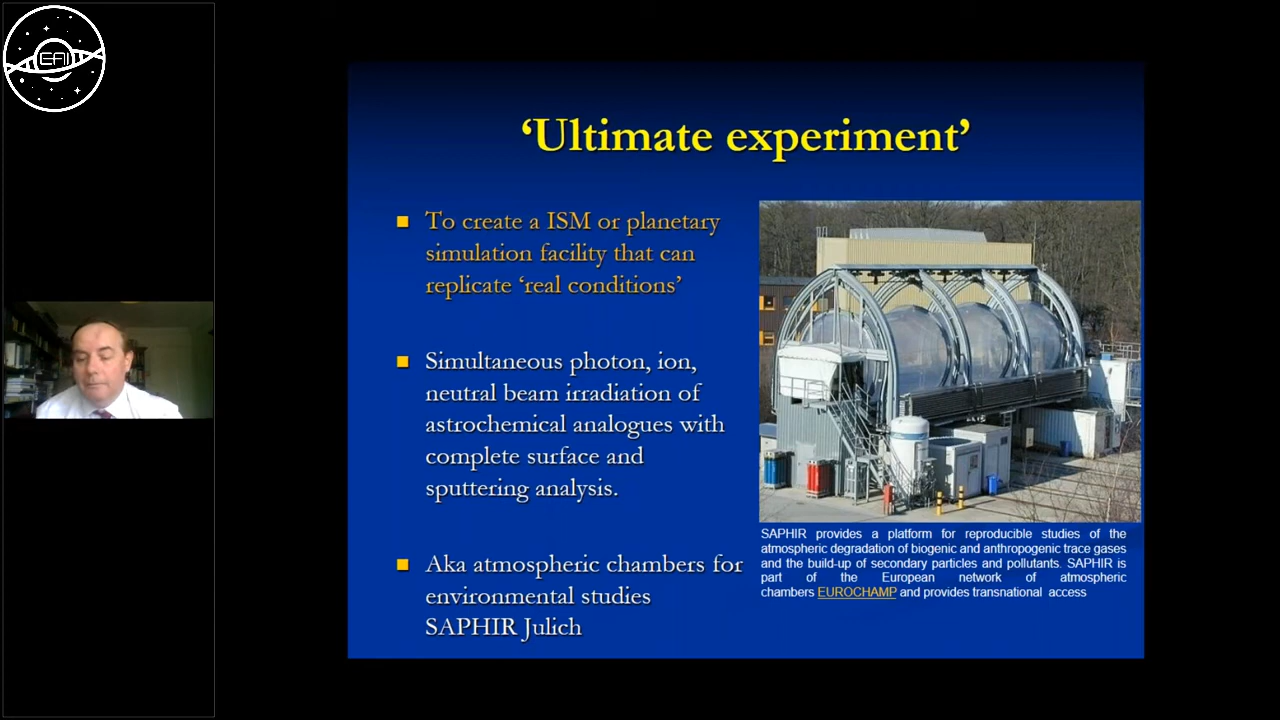 EAI
‘Ultimate experiment’
To create a ISM or planetary
simulation facility that can
replicate ‘real conditions’
Simultaneous photon, ion,
neutral beam irradiation of
astrochemical analogues with
complete surface and
sputtering analysis.
Aka atmospheric chambers for
environmental studies
SAPHIR Julich
SAPHIR provides a platform for reproducible studies of the
atmospheric degradation of biogenic and anthropogenic trace gases
and the build-up of secondary particles and pollutants. SAPHIR is
part of the European network of atmospheric
chambers EUROCHAMP and provides transnational access